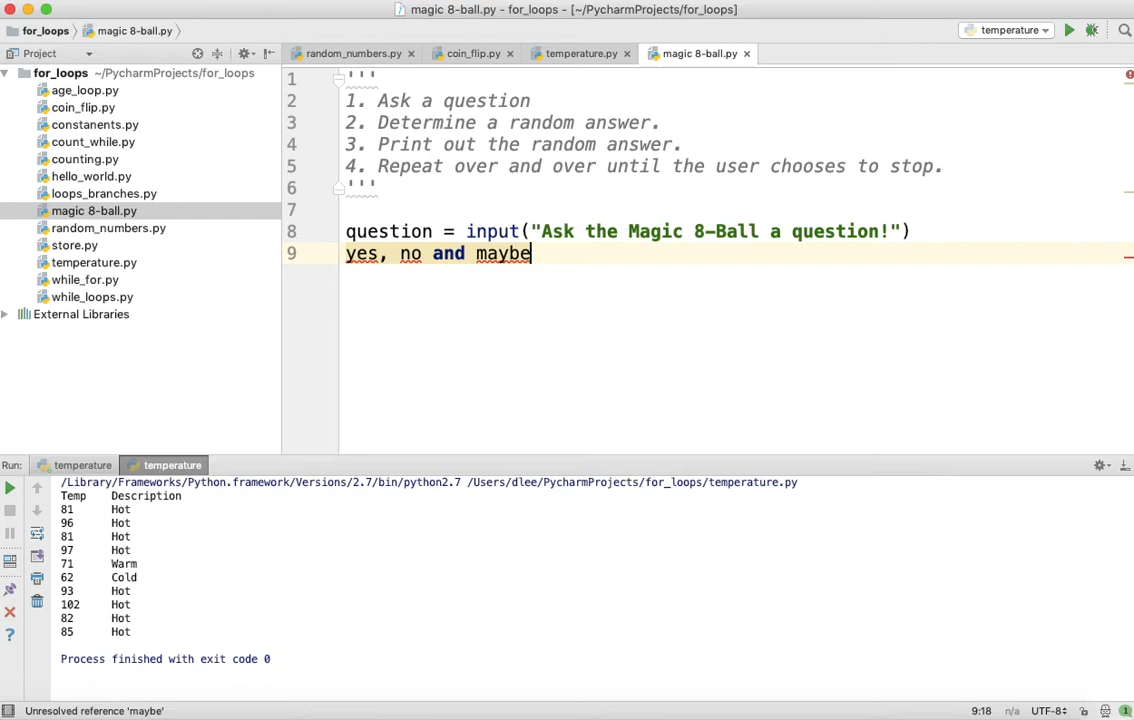 magic 8-ball.py - for_loops - [~/PycharmProjects/for_loops]
for_loops magic 8-ball.py temperature
Project random_numbers.py coin_flip.py temperature.py magic 8-ball.py
for_loops ~/PycharmProjects/for_loops
age_loop.py
coin_flip.py
constanents.py
count_while.py
counting.py
hello_world.py
loops_branches.py
magic 8-ball.py
random_numbers.py
store.py
temperature.py
while_for.py
while_loops.py
External Libraries
1 '''
2 1. Ask a question
3 2. Determine a random answer.
4 3. Print out the random answer.
5 4. Repeat over and over until the user chooses to stop.
6 '''
7
8 question = input("Ask the Magic 8-Ball a question!")
9 yes, no and maybe
Run: temperature temperature
/Library/Frameworks/Python.framework/Versions/2.7/bin/python2.7 /Users/dlee/PycharmProjects/for_loops/temperature.py
Temp Description
81 Hot
96 Hot
81 Hot
97 Hot
71 Warm
62 Cold
93 Hot
102 Hot
82 Hot
85 Hot
Process finished with exit code 0
Unresolved reference 'maybe' 9:18 n/a UTF-8 1